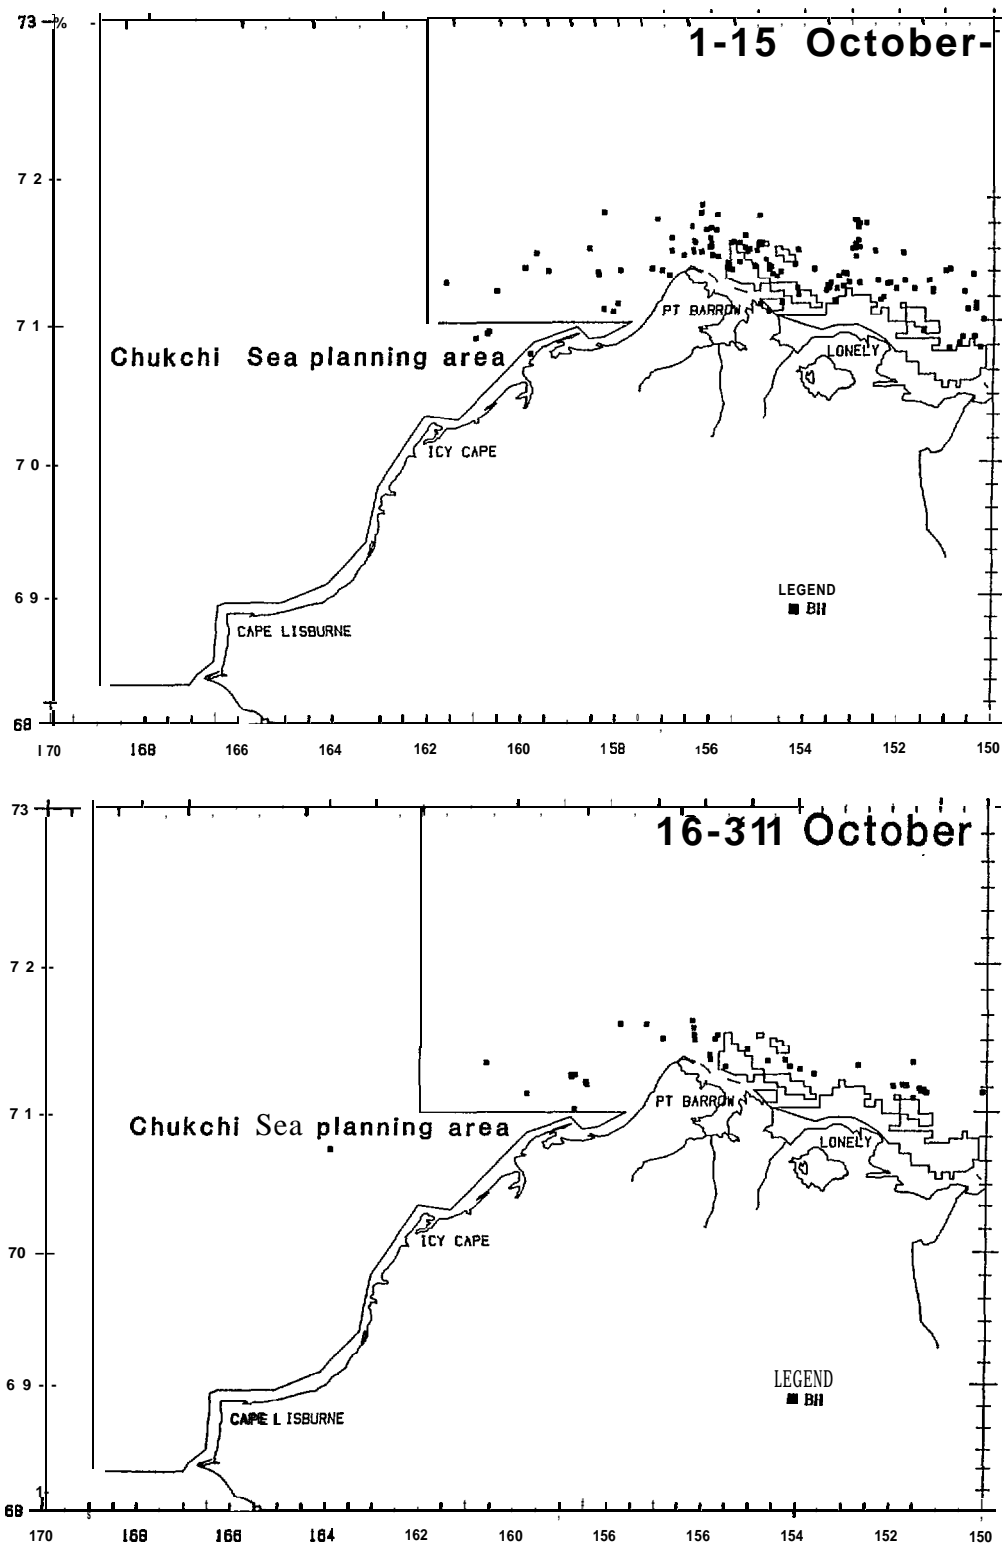 73 %
1-15 October-
72
71
PT BARROW
Chukchi Sea planning area
LONELY
70
ICY CAPE
69
LEGEND
BH
CAPE LISBURNE
68
170 168 166 164 162 160 158 156 154 152 150
73
16-311 October
72
71
PT BARROW
Chukchi Sea planning area
LONELY
ICY CAPE
70
69
LEGEND
BH
CAPE LISBURNE
68
170 168 166 164 162 160 156 156 154 152 150